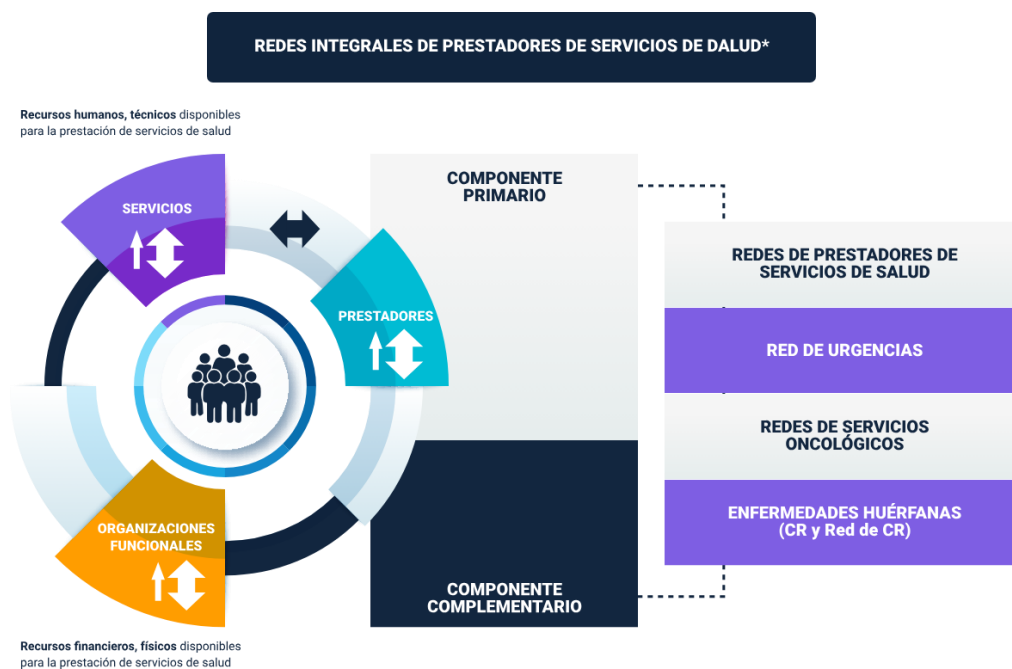 REDES INTEGRALES DE PRESTADORES DE SERVICIOS DE DALUD*
Recursos humanos, técnicos disponibles
para la prestación de servicios de salud
SERVICIOS
PRESTADORES
ORGANIZACIONES
FUNCIONALES
Recursos financieros, físicos disponibles
para la prestación de servicios de salud
COMPONENTE
PRIMARIO
COMPONENTE
COMPLEMENTARIO
REDES DE PRESTADORES DE
SERVICIOS DE SALUD
RED DE URGENCIAS
REDES DE SERVICIOS
ONCOLÓGICOS
ENFERMEDADES HUÉRFANAS
(CR y Red de CR)